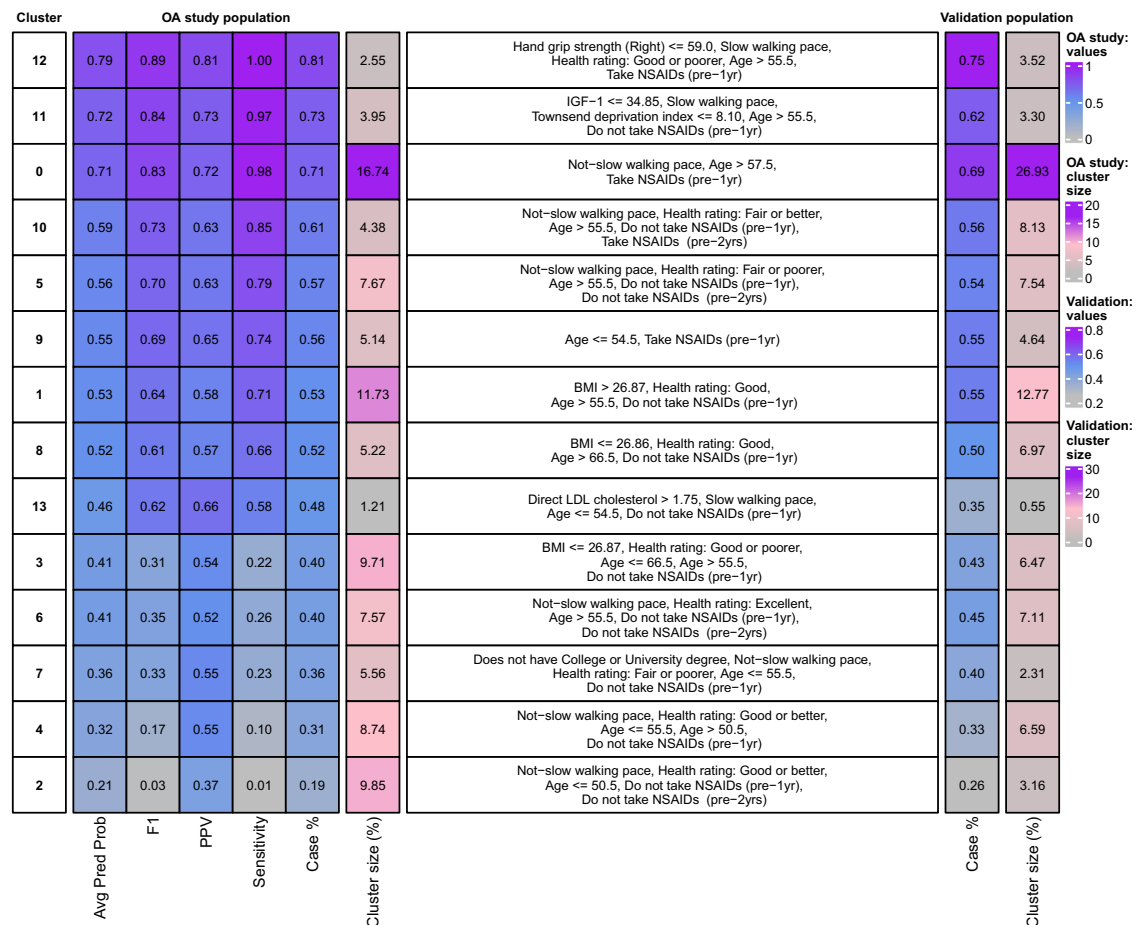 Cluster OA study population Validation population
12 0.79 0.89 0.81 1.00 0.81 2.55 Hand grip strength (Right) <= 59.0, Slow walking pace,
Health rating: Good or poorer, Age > 55.5,
Take NSAIDs (pre−1yr) 0.75 3.52
11 0.72 0.84 0.73 0.97 0.73 3.95 IGF−1 <= 34.85, Slow walking pace,
Townsend deprivation index <= 8.10, Age > 55.5,
Do not take NSAIDs (pre−1yr) 0.62 3.30
0 0.71 0.83 0.72 0.98 0.71 16.74 Not−slow walking pace, Age > 57.5,
Take NSAIDs (pre−1yr) 0.69 26.93
10 0.59 0.73 0.63 0.85 0.61 4.38 Not−slow walking pace, Health rating: Fair or better,
Age > 55.5, Do not take NSAIDs (pre−1yr),
Take NSAIDs (pre−2yrs) 0.56 8.13
5 0.56 0.70 0.63 0.79 0.57 7.67 Not−slow walking pace, Health rating: Fair or poorer,
Age > 55.5, Do not take NSAIDs (pre−1yr),
Do not take NSAIDs (pre−2yrs) 0.54 7.54
9 0.55 0.69 0.65 0.74 0.56 5.14 Age <= 54.5, Take NSAIDs (pre−1yr) 0.55 4.64
1 0.53 0.64 0.58 0.71 0.53 11.73 BMI > 26.87, Health rating: Good,
Age > 55.5, Do not take NSAIDs (pre−1yr) 0.55 12.77
8 0.52 0.61 0.57 0.66 0.52 5.22 BMI <= 26.86, Health rating: Good,
Age > 66.5, Do not take NSAIDs (pre−1yr) 0.50 6.97
13 0.46 0.62 0.66 0.58 0.48 1.21 Direct LDL cholesterol > 1.75, Slow walking pace,
Age <= 54.5, Do not take NSAIDs (pre−1yr) 0.35 0.55
3 0.41 0.31 0.54 0.22 0.40 9.71 BMI <= 26.87, Health rating: Good or poorer,
Age <= 66.5, Age > 55.5,
Do not take NSAIDs (pre−1yr) 0.43 6.47
6 0.41 0.35 0.52 0.26 0.40 7.57 Not−slow walking pace, Health rating: Excellent,
Age > 55.5, Do not take NSAIDs (pre−1yr),
Do not take NSAIDs (pre−2yrs) 0.45 7.11
7 0.36 0.33 0.55 0.23 0.36 5.56 Does not have College or University degree, Not−slow walking pace,
Health rating: Fair or poorer, Age <= 55.5,
Do not take NSAIDs (pre−1yr) 0.40 2.31
4 0.32 0.17 0.55 0.10 0.31 8.74 Not−slow walking pace, Health rating: Good or better,
Age <= 55.5, Age > 50.5,
Do not take NSAIDs (pre−1yr) 0.33 6.59
2 0.21 0.03 0.37 0.01 0.19 9.85 Not−slow walking pace, Health rating: Good or better,
Age <= 50.5, Do not take NSAIDs (pre−1yr),
Do not take NSAIDs (pre−2yrs) 0.26 3.16
Avg Pred Prob
F1
PPV
Sensitivity
Case %
Cluster size (%)
Case %
Cluster size (%)
OA study:
values
1
0.5
0
OA study:
cluster
size
20
15
10
5
0
Validation:
values
0.8
0.6
0.4
0.2
Validation:
cluster
size
30
20
10
0